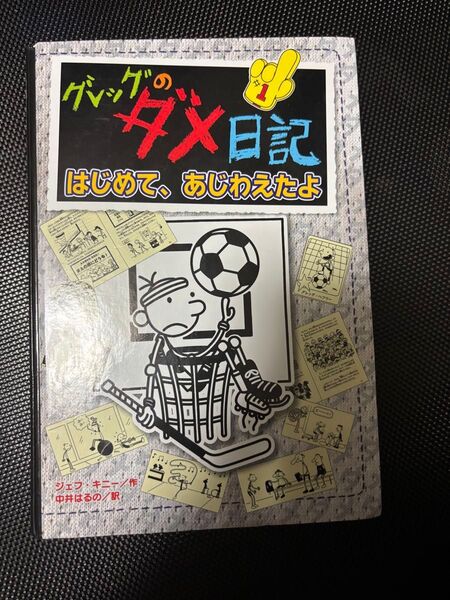 グレッグの
ダメ日記
1
はじめて、あじわえたよ
ジェフ・キニー/作
中井はるの/訳